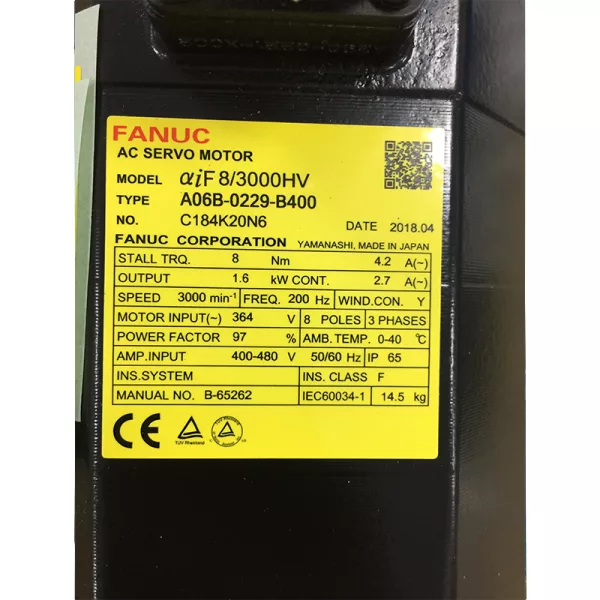 FANUC
AC SERVO MOTOR
MODEL αiF 8/3000HV
TYPE A06B-0229-B400
NO. C184K20N6 DATE 2018.04
FANUC CORPORATION YAMANASHI, MADE IN JAPAN
STALL TRQ. 8 Nm 4.2 A(~)
OUTPUT 1.6 kW CONT. 2.7 A(~)
SPEED 3000 min⁻¹ FREQ. 200 Hz WIND.CON. Y
MOTOR INPUT(~) 364 V 8 POLES 3 PHASES
POWER FACTOR 97 % AMB.TEMP. 0-40 ℃
AMP.INPUT 400-480 V 50/60 Hz IP 65
INS.SYSTEM INS. CLASS F
MANUAL NO. B-65262 IEC60034-1 14.5 kg
CE TUV Rheinland TUV Rheinland